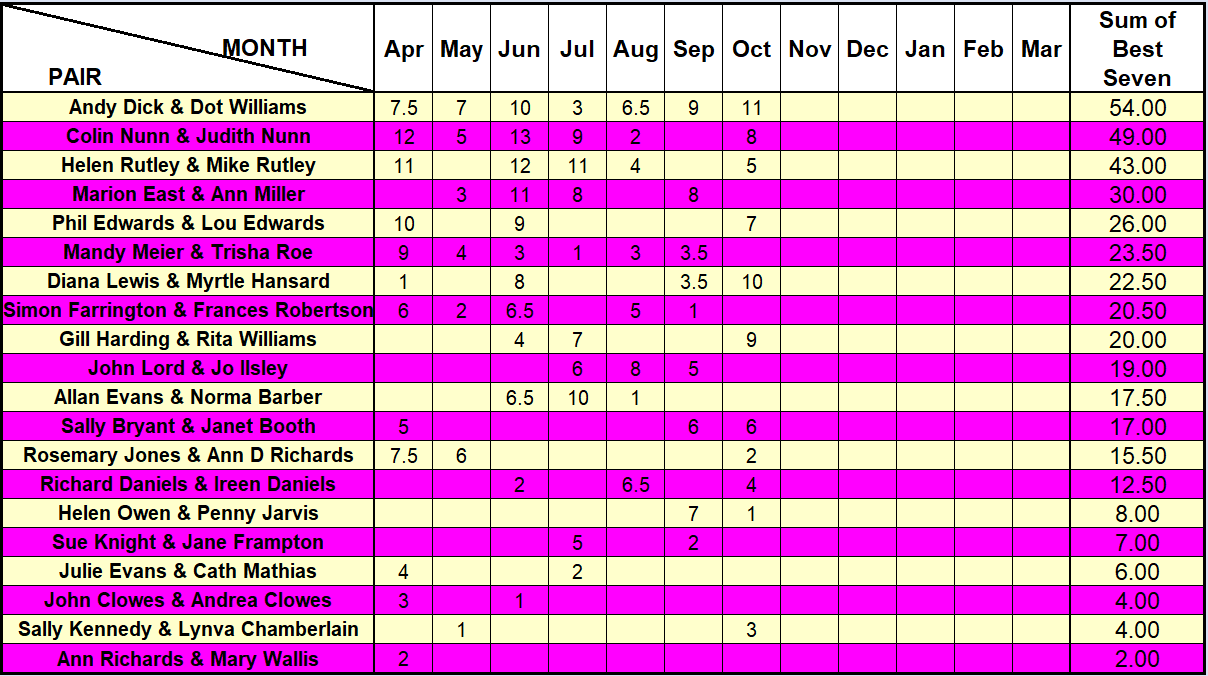 MONTH
PAIR
Apr May Jun Jul Aug Sep Oct Nov Dec Jan Feb Mar
Sum of
Best
Seven
Andy Dick & Dot Williams 7.5 7 10 3 6.5 9 11 54.00
Colin Nunn & Judith Nunn 12 5 13 9 2 8 49.00
Helen Rutley & Mike Rutley 11 12 11 4 5 43.00
Marion East & Ann Miller 3 11 8 8 30.00
Phil Edwards & Lou Edwards 10 9 7 26.00
Mandy Meier & Trisha Roe 9 4 3 1 3 3.5 23.50
Diana Lewis & Myrtle Hansard 1 8 3.5 10 22.50
Simon Farrington & Frances Robertson 6 2 6.5 5 1 20.50
Gill Harding & Rita Williams 4 7 9 20.00
John Lord & Jo Ilsley 6 8 5 19.00
Allan Evans & Norma Barber 6.5 10 1 17.50
Sally Bryant & Janet Booth 5 6 6 17.00
Rosemary Jones & Ann D Richards 7.5 6 2 15.50
Richard Daniels & Ireen Daniels 2 6.5 4 12.50
Helen Owen & Penny Jarvis 7 1 8.00
Sue Knight & Jane Frampton 5 2 7.00
Julie Evans & Cath Mathias 4 2 6.00
John Clowes & Andrea Clowes 3 1 4.00
Sally Kennedy & Lynva Chamberlain 1 3 4.00
Ann Richards & Mary Wallis 2 2.00